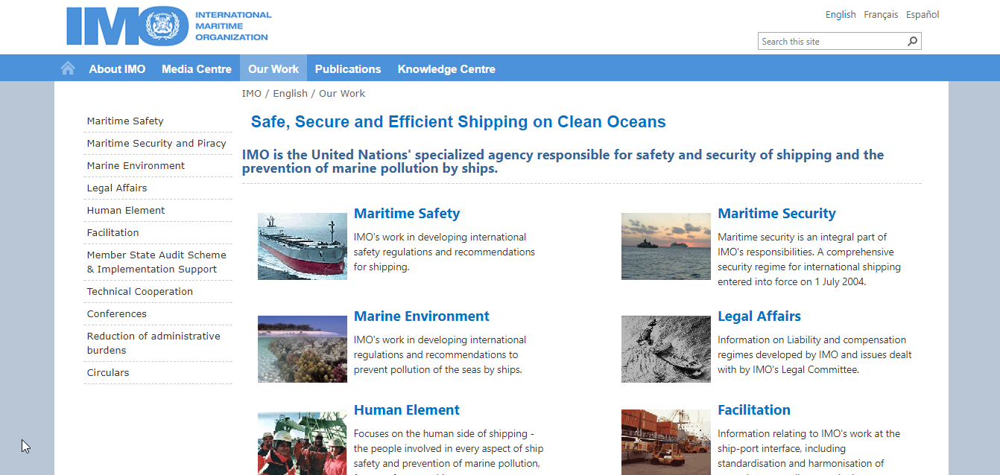 IMO
INTERNATIONAL
MARITIME
ORGANIZATION
English Français Español
Search this site
About IMO Media Centre Our Work Publications Knowledge Centre
IMO / English / Our Work
Maritime Safety
Maritime Security and Piracy
Marine Environment
Legal Affairs
Human Element
Facilitation
Member State Audit Scheme
& Implementation Support
Technical Cooperation
Conferences
Reduction of administrative
burdens
Circulars
Safe, Secure and Efficient Shipping on Clean Oceans
IMO is the United Nations' specialized agency responsible for safety and security of shipping and the
prevention of marine pollution by ships.
Maritime Safety
IMO's work in developing international
safety regulations and recommendations
for shipping.
Maritime Security
Maritime security is an integral part of
IMO's responsibilities. A comprehensive
security regime for international shipping
entered into force on 1 July 2004.
Marine Environment
IMO's work in developing international
regulations and recommendations to
prevent pollution of the seas by ships.
Legal Affairs
Information on Liability and compensation
regimes developed by IMO and issues dealt
with by IMO's Legal Committee.
Human Element
Focuses on the human side of shipping -
the people involved in every aspect of ship
safety and prevention of marine pollution,
Facilitation
Information relating to IMO's work at the
ship-port interface, including
standardisation and harmonisation of